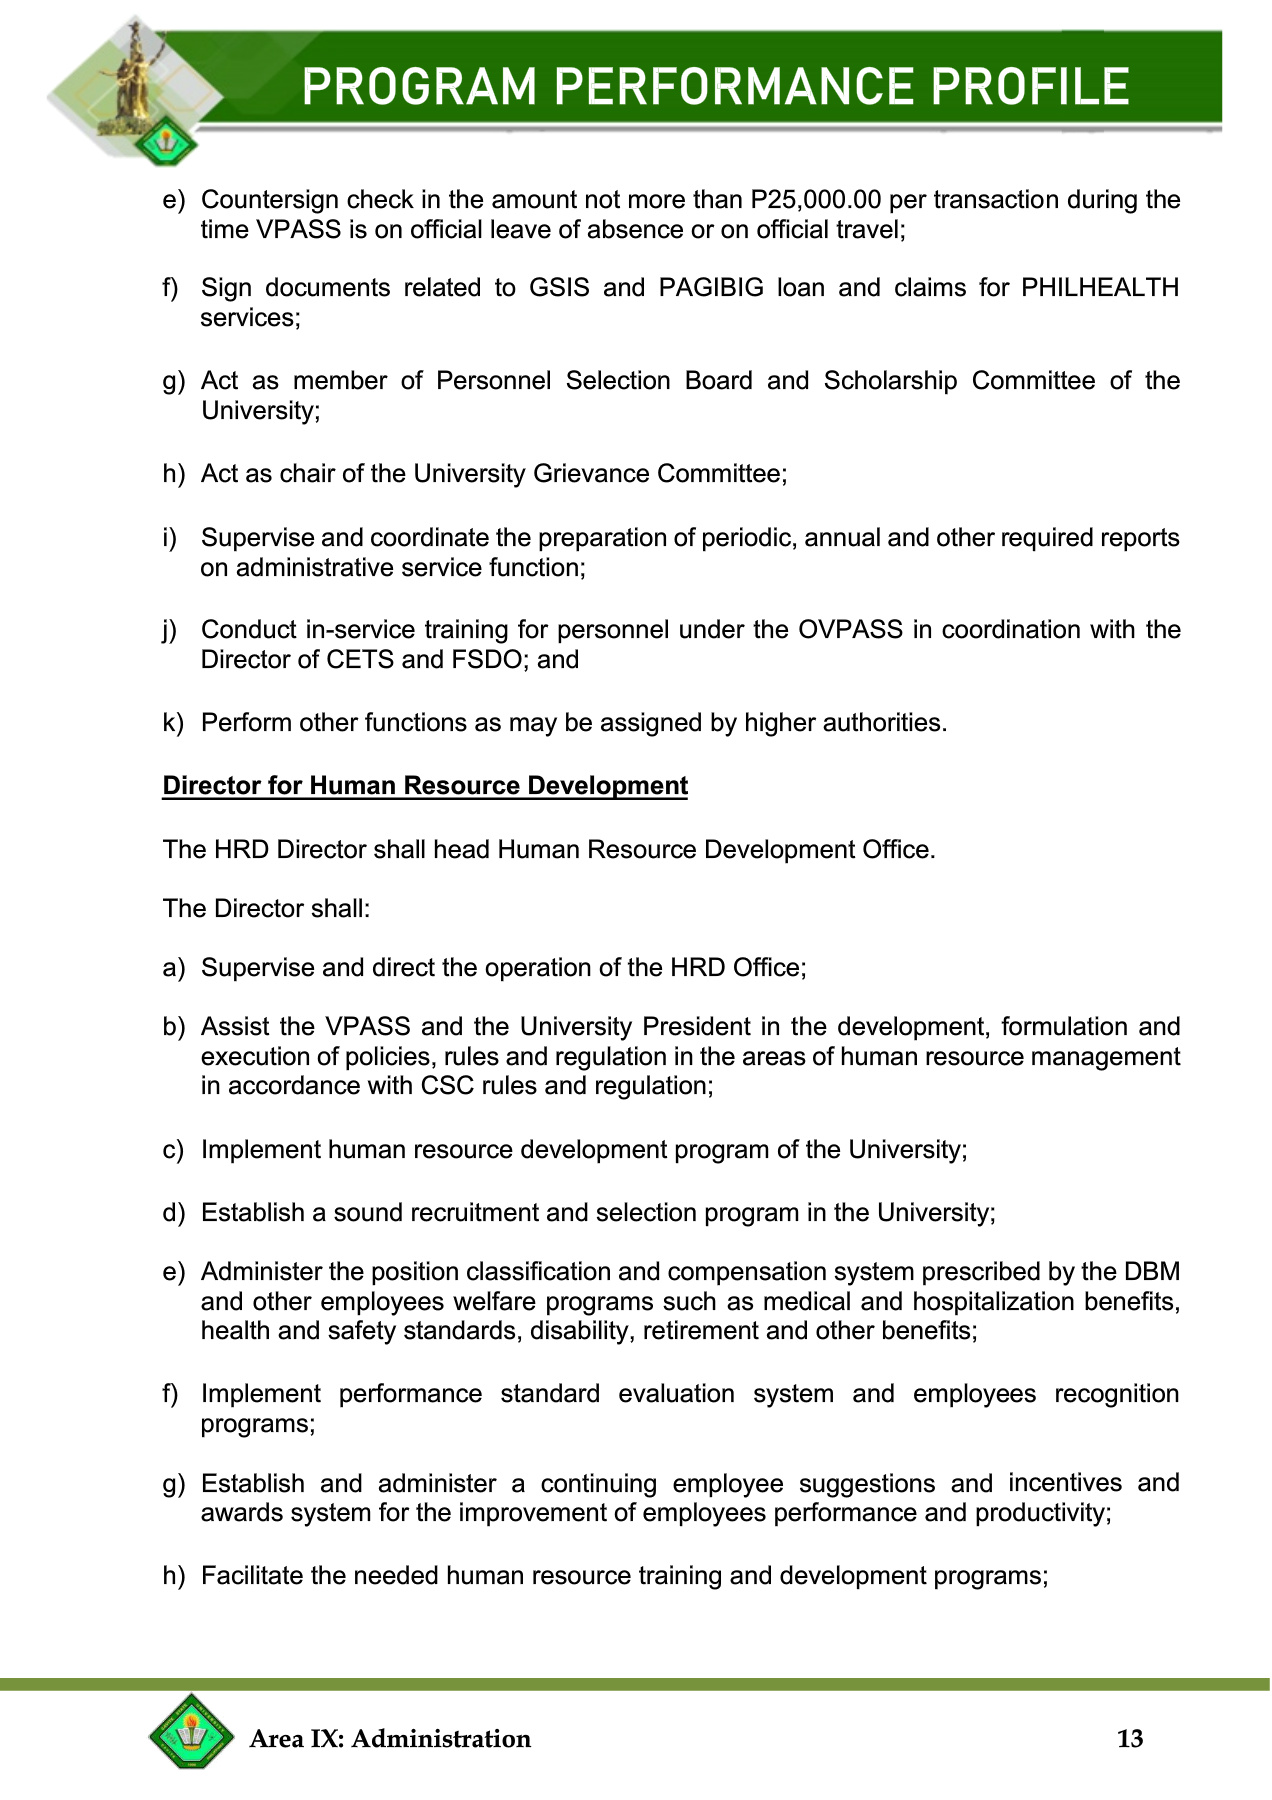 PROGRAM PERFORMANCE PROFILE
e) Countersign check in the amount not more than P25,000.00 per transaction during the
time VPASS is on official leave of absence or on official travel;
f) Sign documents related to GSIS and PAGIBIG loan and claims for PHILHEALTH
services;
g) Act as member of Personnel Selection Board and Scholarship Committee of the
University;
h) Act as chair of the University Grievance Committee;
i) Supervise and coordinate the preparation of periodic, annual and other required reports
on administrative service function;
j) Conduct in-service training for personnel under the OVPASS in coordination with the
Director of CETS and FSDO; and
k) Perform other functions as may be assigned by higher authorities.
Director for Human Resource Development
The HRD Director shall head Human Resource Development Office.
The Director shall:
a) Supervise and direct the operation of the HRD Office;
b) Assist the VPASS and the University President in the development, formulation and
execution of policies, rules and regulation in the areas of human resource management
in accordance with CSC rules and regulation;
c) Implement human resource development program of the University;
d) Establish a sound recruitment and selection program in the University;
e) Administer the position classification and compensation system prescribed by the DBM
and other employees welfare programs such as medical and hospitalization benefits,
health and safety standards, disability, retirement and other benefits;
f) Implement performance standard evaluation system and employees recognition
programs;
g) Establish and administer a continuing employee suggestions and incentives and
awards system for the improvement of employees performance and productivity;
h) Facilitate the needed human resource training and development programs;
Area IX: Administration 13